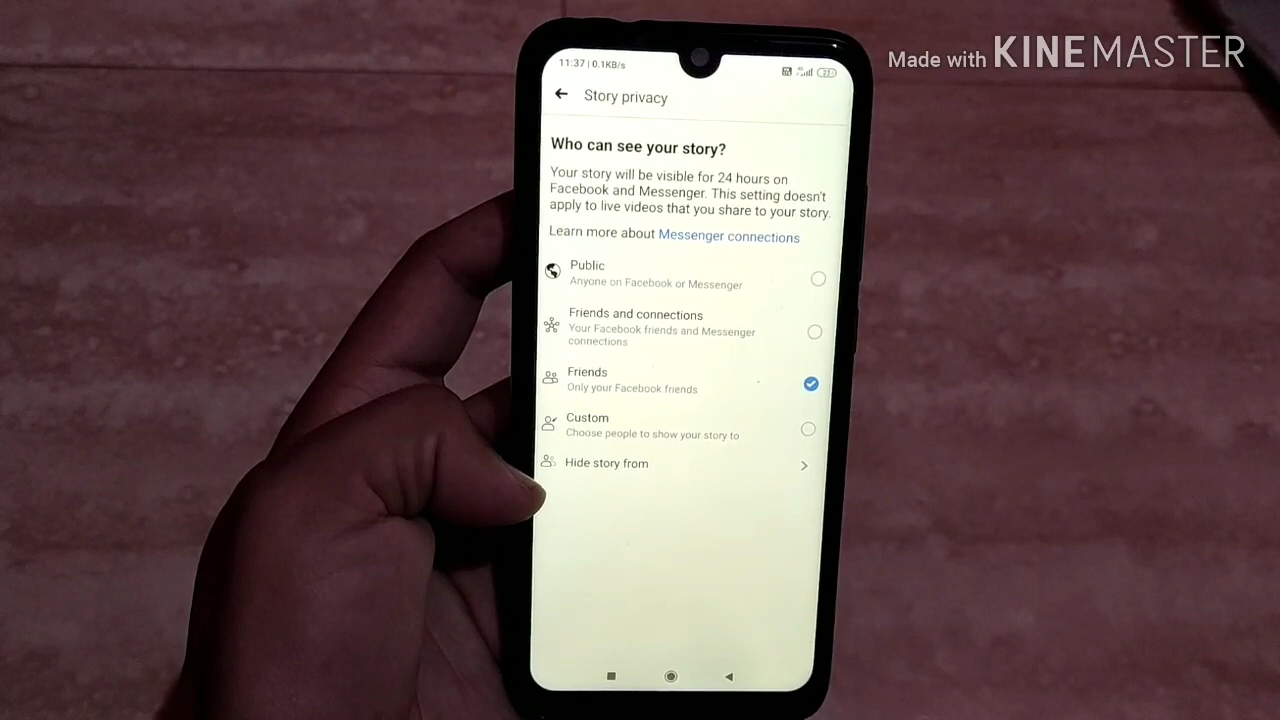 Made with KINEMASTER
11:37 | 0.1KB/s
23
Story privacy
Who can see your story?
Your story will be visible for 24 hours on
Facebook and Messenger. This setting doesn't
apply to live videos that you share to your story.
Learn more about Messenger connections
Public
Anyone on Facebook or Messenger
Friends and connections
Your Facebook friends and Messenger
connections
Friends
Only your Facebook friends
Custom
Choose people to show your story to
Hide story from